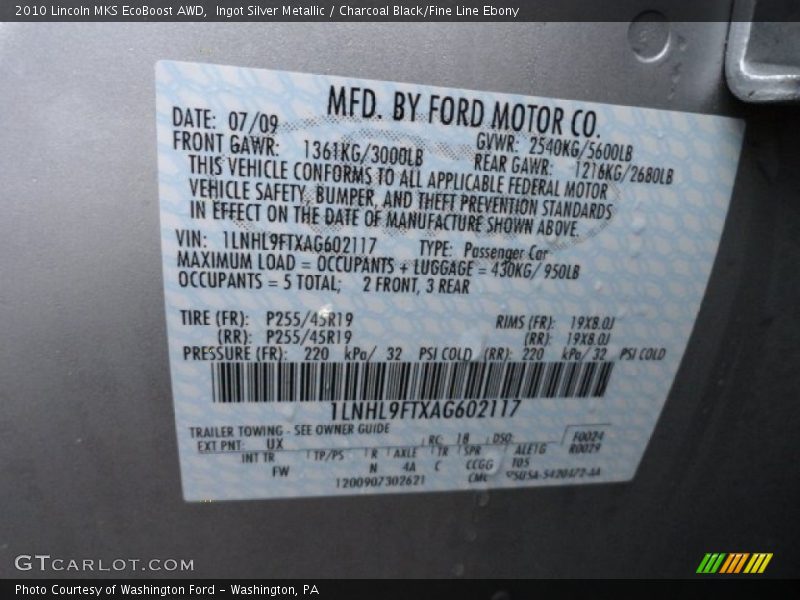 2010 Lincoln MKS EcoBoost AWD, Ingot Silver Metallic / Charcoal Black/Fine Line Ebony
MFD. BY FORD MOTOR CO.
DATE: 07/09 GVWR: 2540KG/5600LB
FRONT GAWR: 1361KG/3000LB REAR GAWR: 1216KG/2680LB
THIS VEHICLE CONFORMS TO ALL APPLICABLE FEDERAL MOTOR
VEHICLE SAFETY, BUMPER, AND THEFT PREVENTION STANDARDS
IN EFFECT ON THE DATE OF MANUFACTURE SHOWN ABOVE.
VIN: 1LNHL9FTXAG602117 TYPE: Passenger Car
MAXIMUM LOAD = OCCUPANTS + LUGGAGE = 430KG/ 950LB
OCCUPANTS = 5 TOTAL; 2 FRONT, 3 REAR
TIRE (FR): P255/45R19 RIMS (FR): 19X8.0J
(RR): P255/45R19 (RR): 19X8.0J
PRESSURE (FR): 220 kPa/ 32 PSI COLD (RR): 220 kPa/ 32 PSI COLD
1LNHL9FTXAG602117
TRAILER TOWING - SEE OWNER GUIDE
EXT PNT: UX RC: 18 DSO: F0024
R0029
INT TR TP/PS R AXLE TR SPR ALETG
FW N 4A C CCGG T05
1200907302621 CML
GTCARLOT.COM
Photo Courtesy of Washington Ford - Washington, PA